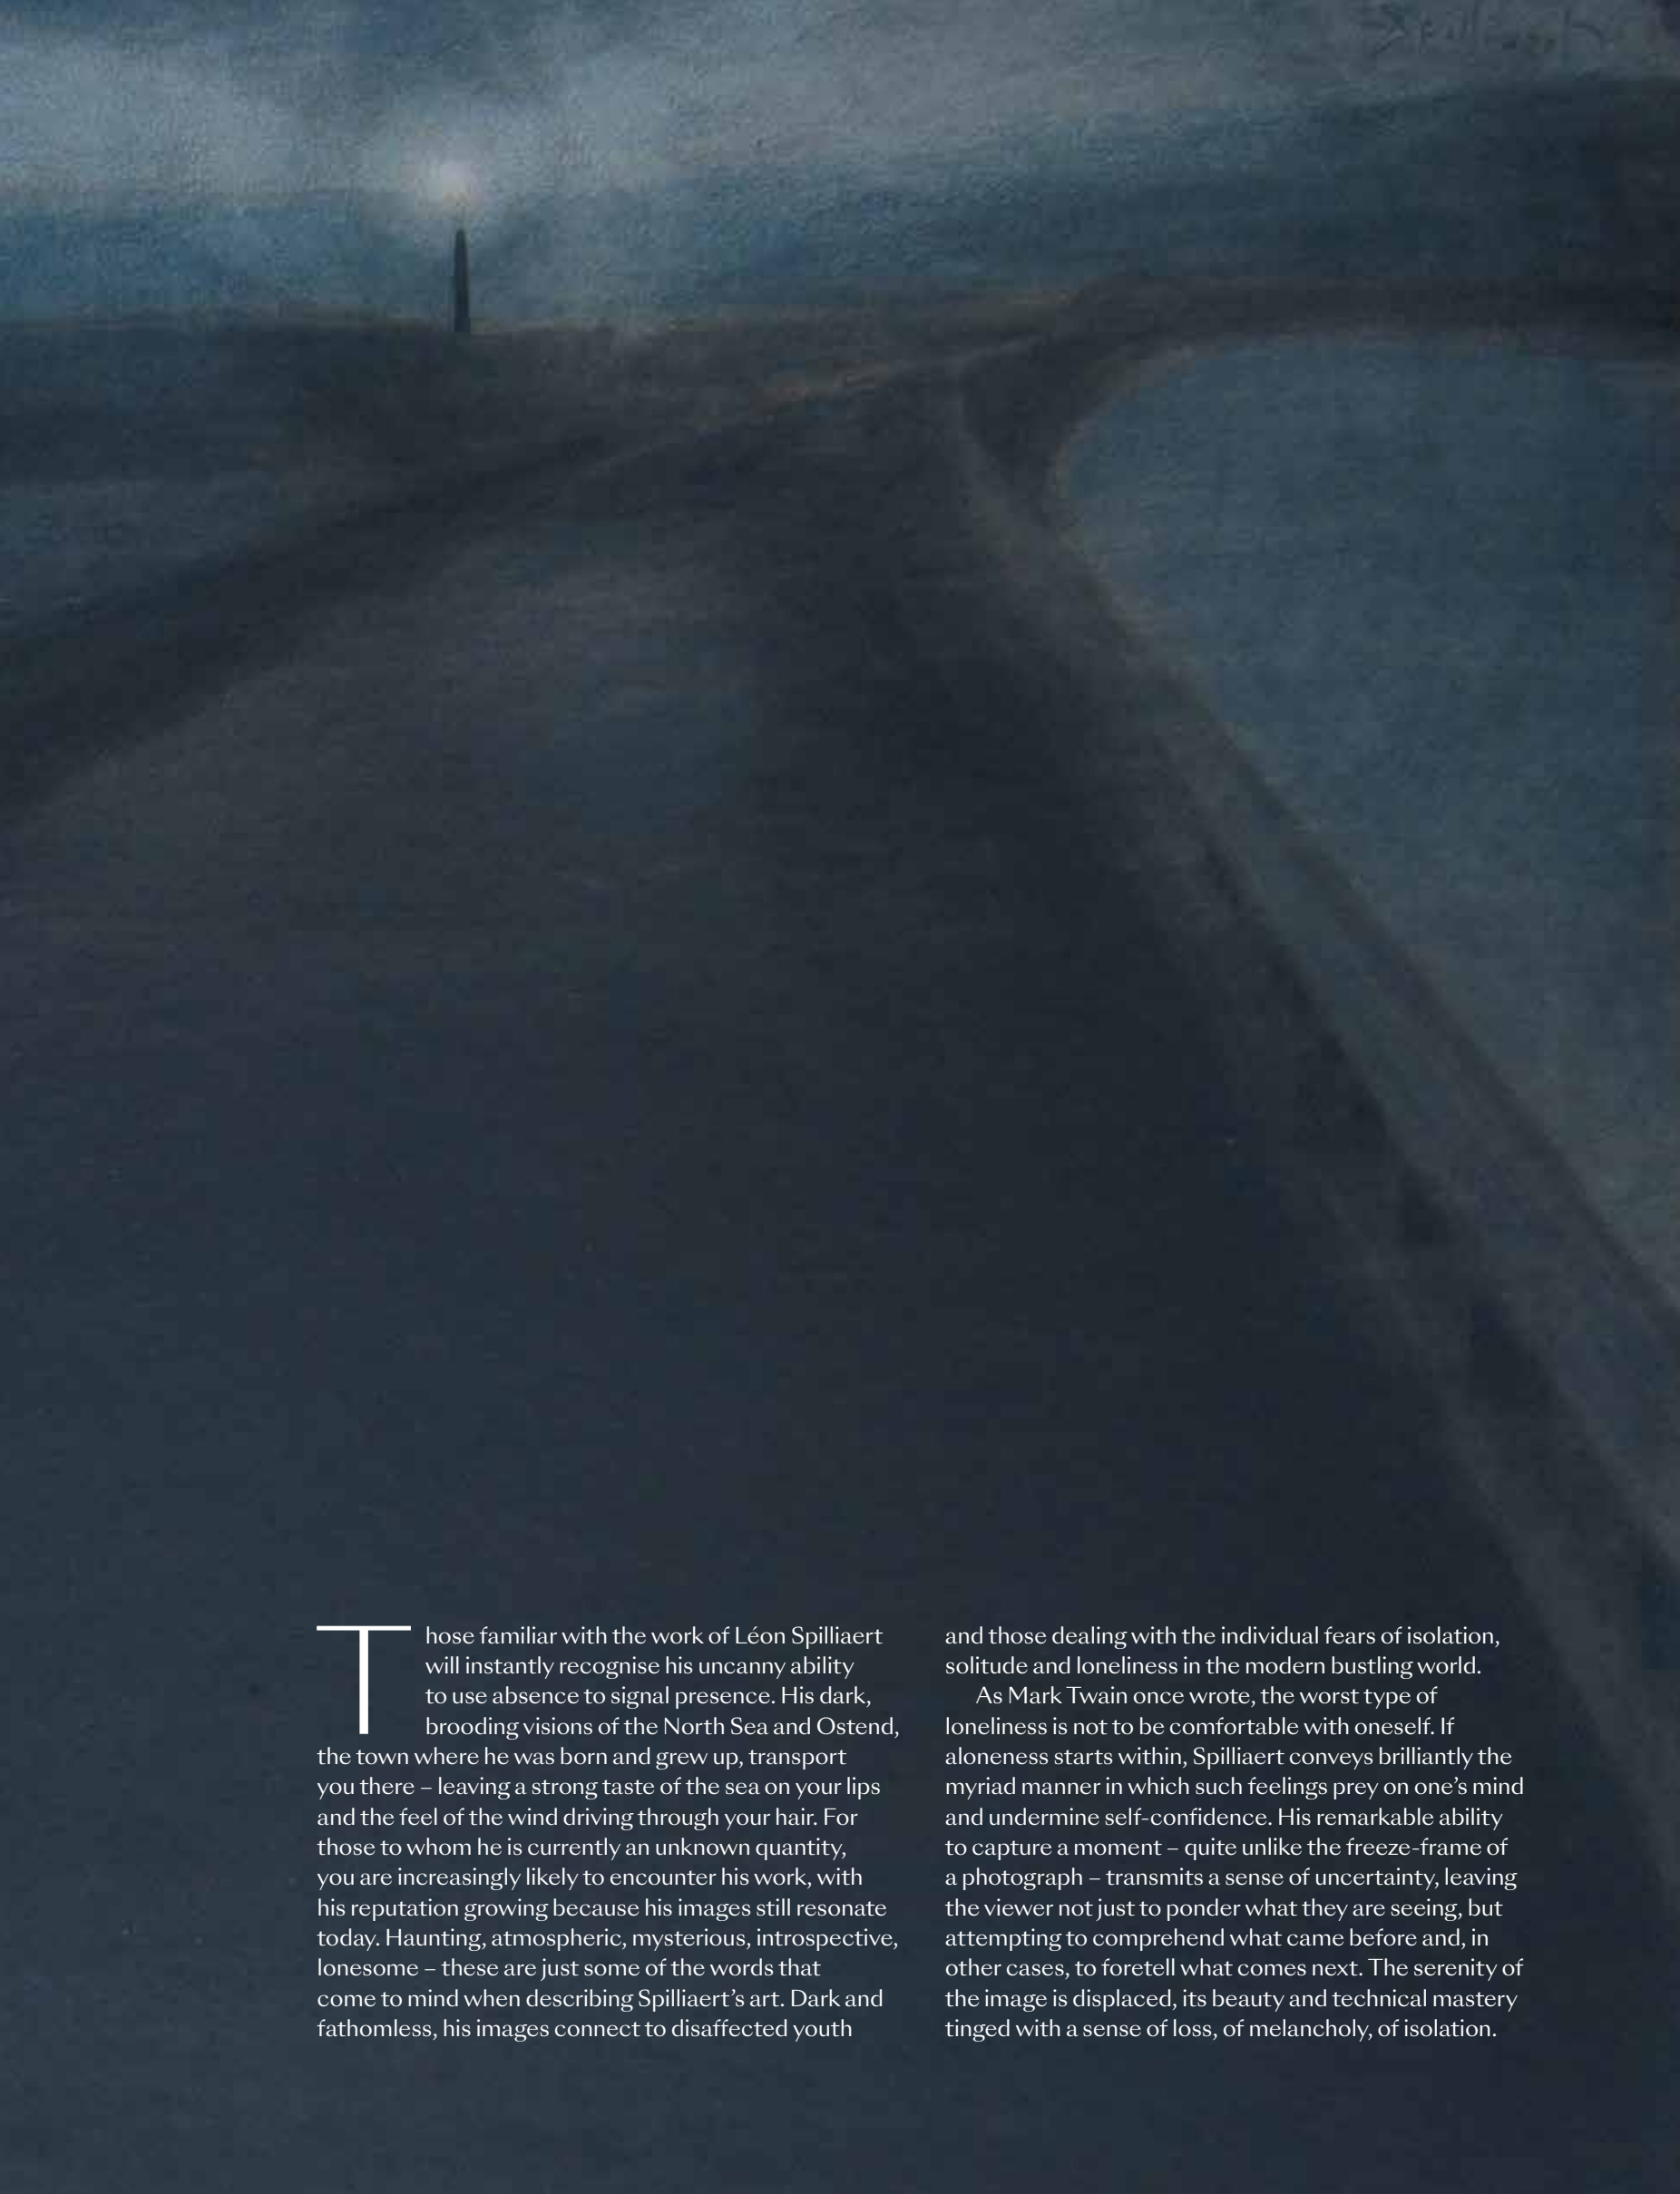 Those familiar with the work of Léon Spilliaert
will instantly recognise his uncanny ability
to use absence to signal presence. His dark,
brooding visions of the North Sea and Ostend,
the town where he was born and grew up, transport
you there – leaving a strong taste of the sea on your lips
and the feel of the wind driving through your hair. For
those to whom he is currently an unknown quantity,
you are increasingly likely to encounter his work, with
his reputation growing because his images still resonate
today. Haunting, atmospheric, mysterious, introspective,
lonesome – these are just some of the words that
come to mind when describing Spilliaert’s art. Dark and
fathomless, his images connect to disaffected youth
and those dealing with the individual fears of isolation,
solitude and loneliness in the modern bustling world.
As Mark Twain once wrote, the worst type of
loneliness is not to be comfortable with oneself. If
aloneness starts within, Spilliaert conveys brilliantly the
myriad manner in which such feelings prey on one’s mind
and undermine self-confidence. His remarkable ability
to capture a moment – quite unlike the freeze-frame of
a photograph – transmits a sense of uncertainty, leaving
the viewer not just to ponder what they are seeing, but
attempting to comprehend what came before and, in
other cases, to foretell what comes next. The serenity of
the image is displaced, its beauty and technical mastery
tinged with a sense of loss, of melancholy, of isolation.